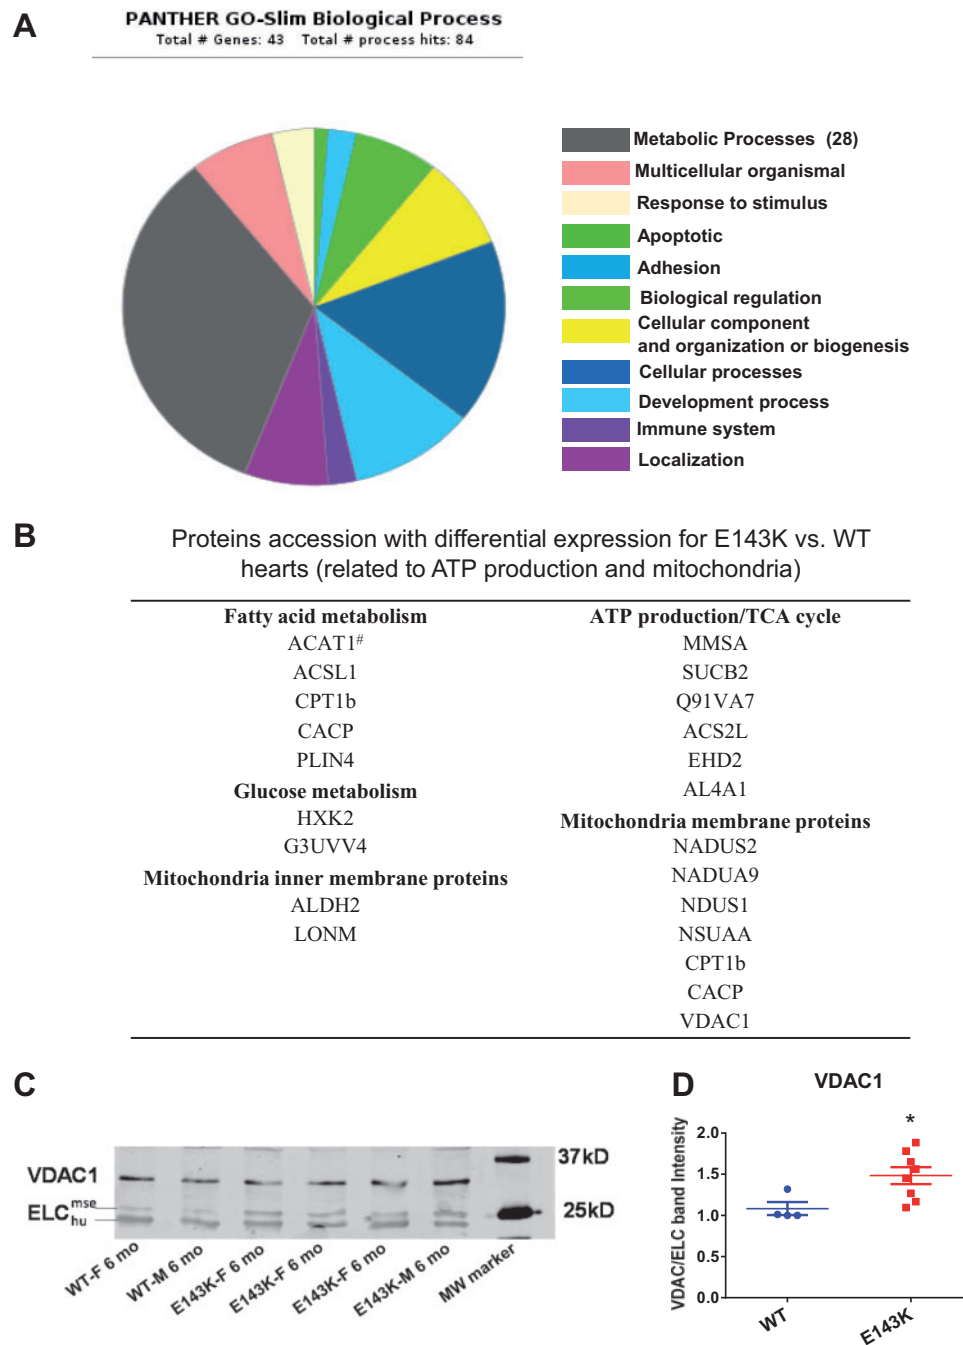 A
PANTHER GO-Slim Biological Process
Total # Genes: 43 Total # process hits: 84
Metabolic Processes (28)
Multicellular organismal
Response to stimulus
Apoptotic
Adhesion
Biological regulation
Cellular component
and organization or biogenesis
Cellular processes
Development process
Immune system
Localization
B
Proteins accession with differential expression for E143K vs. WT
hearts (related to ATP production and mitochondria)
Fatty acid metabolism
ACAT1#
ACSL1
CPT1b
CACP
PLIN4
Glucose metabolism
HXK2
G3UVV4
Mitochondria inner membrane proteins
ALDH2
LONM
ATP production/TCA cycle
MMSA
SUCB2
Q91VA7
ACS2L
EHD2
AL4A1
Mitochondria membrane proteins
NADUS2
NADUA9
NDUS1
NSUAA
CPT1b
CACP
VDAC1
C
VDAC1
ELC mse
hu
37kD
25kD
WT-F 6 mo
WT-M 6 mo
E143K-F 6 mo
E143K-F 6 mo
E143K-F 6 mo
E143K-M 6 mo
MW marker
D
VDAC1
*
VDAC/ELC band Intensity
2.0
1.5
1.0
0.5
0.0
WT
E143K